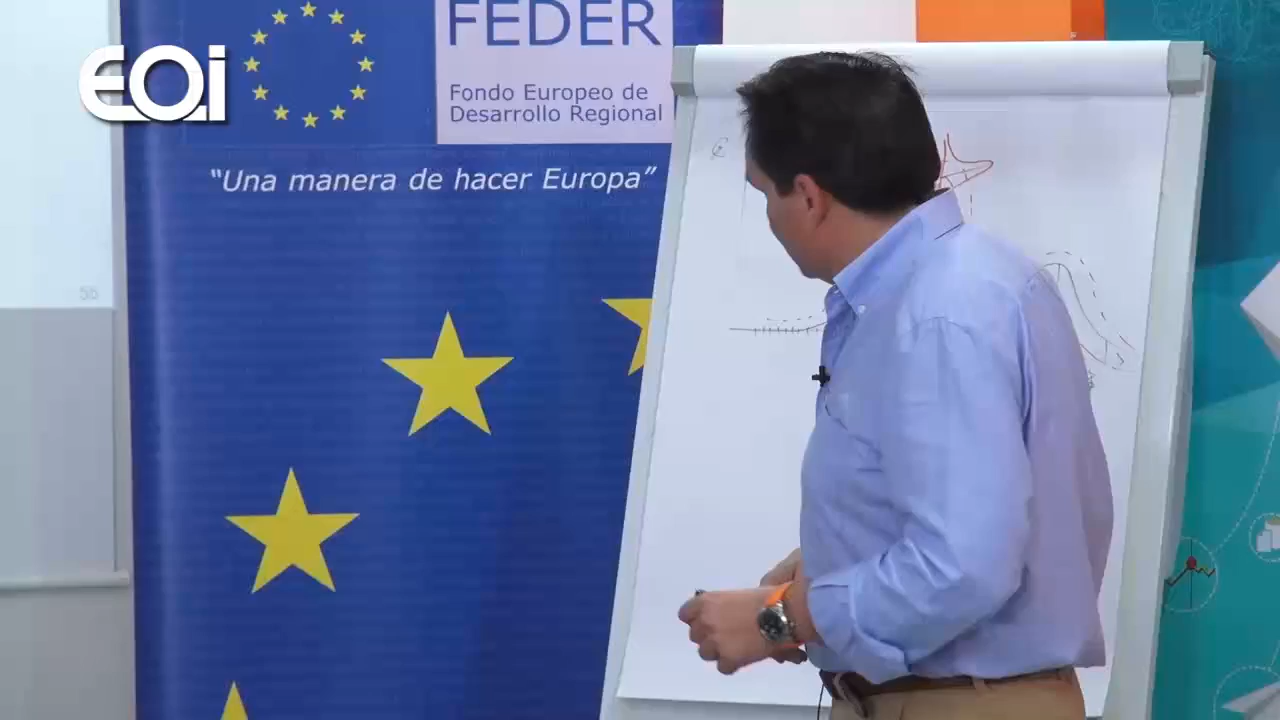 EOi
FEDER
Fondo Europeo de
Desarrollo Regional
“Una manera de hacer Europa”